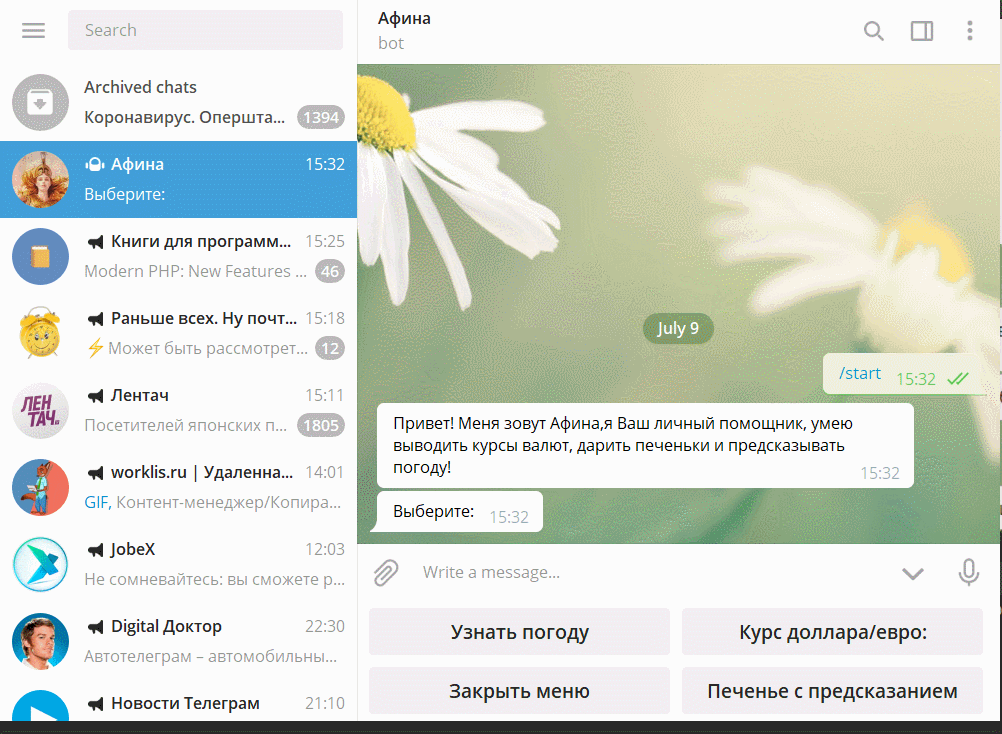 Search
Archived chats
Коронавирус. Опершта... 1394
Афина 15:32
Выберите:
Книги для программ... 15:25
Modern PHP: New Features ... 46
Раньше всех. Ну почт... 15:18
⚡ Может быть рассмотрет... 12
ЛЕН
ТАЧ.
Лентач 15:11
Посетителей японских п... 1805
worklis.ru | Удаленна... 14:01
GIF, Контент-менеджер/Копира...
JobeX 12:03
Не сомневайтесь: вы сможете р...
Digital Доктор 22:30
Автотелеграм – автомобильны...
Новости Телеграм 21:10
Афина
bot
July 9
/start 15:32
Привет! Меня зовут Афина,я Ваш личный помощник, умею
выводить курсы валют, дарить печеньки и предсказывать
погоду! 15:32
Выберите: 15:32
Write a message...
Узнать погоду
Курс доллара/евро:
Закрыть меню
Печенье с предсказанием